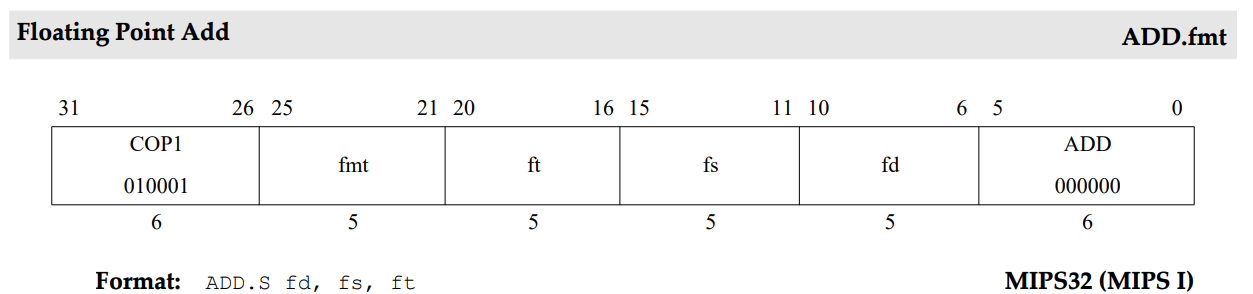 Floating Point Add ADD.fmt
31 26 25 21 20 16 15 11 10 6 5 0
COP1 ADD
fmt ft fs fd
010001 000000
6 5 5 5 5 6
Format: ADD.S fd, fs, ft MIPS32 (MIPS I)